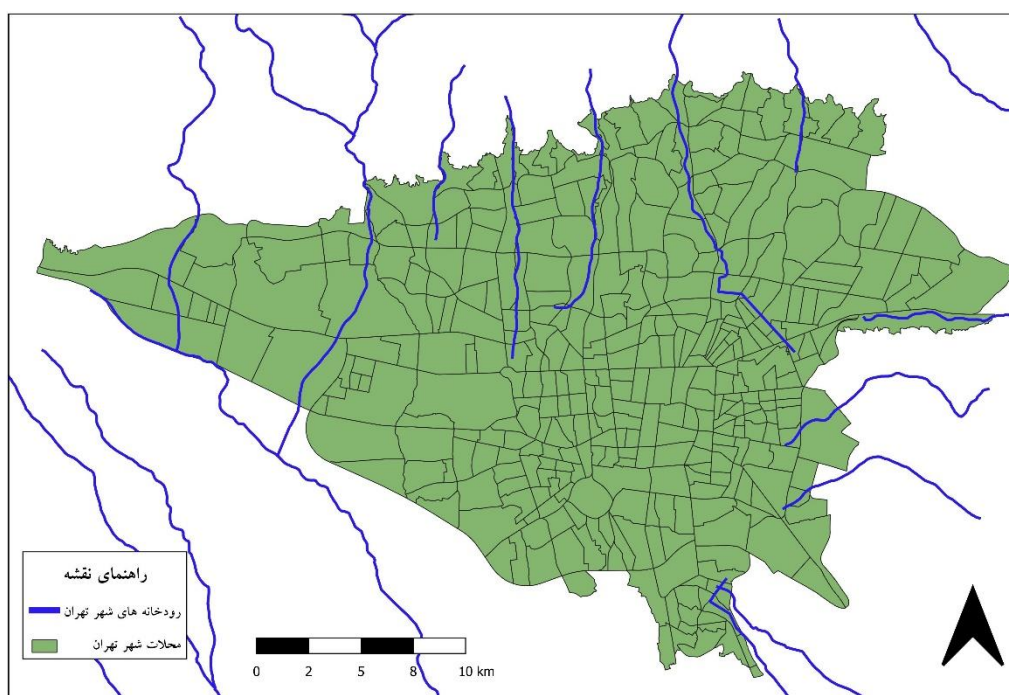 راهنمای نقشه
رودخانه های شهر تهران
محلات شهر تهران
0 2 5 8 10 km